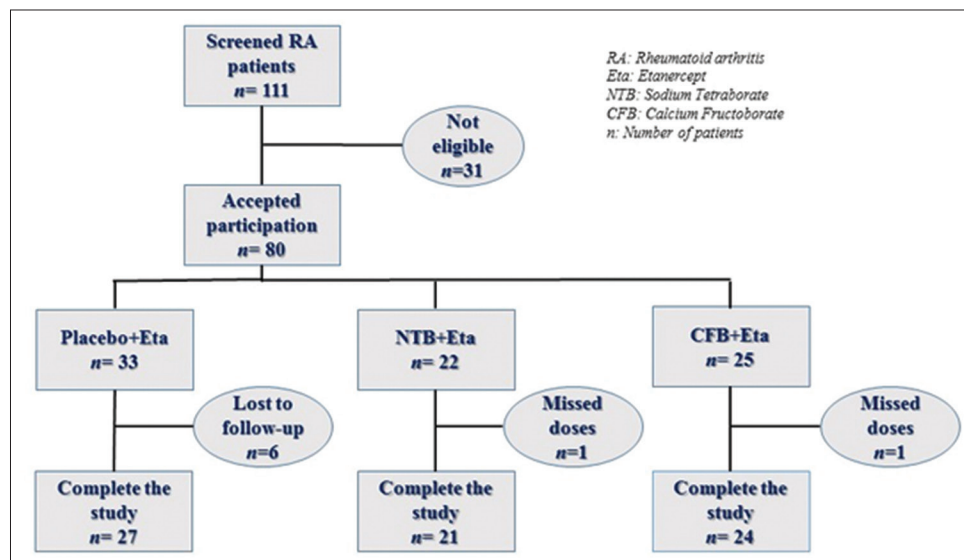 Screened RA
patients
n= 111
RA: Rheumatoid arthritis
Eta: Etanercept
NTB: Sodium Tetraborate
CFB: Calcium Fructoborate
n: Number of patients
Not
eligible
n=31
Accepted
participation
n= 80
Placebo+Eta
n= 33
NTB+Eta
n= 22
CFB+Eta
n= 25
Lost to
follow-up
n=6
Missed
doses
n=1
Missed
doses
n=1
Complete the
study
n= 27
Complete the
study
n= 21
Complete the
study
n= 24